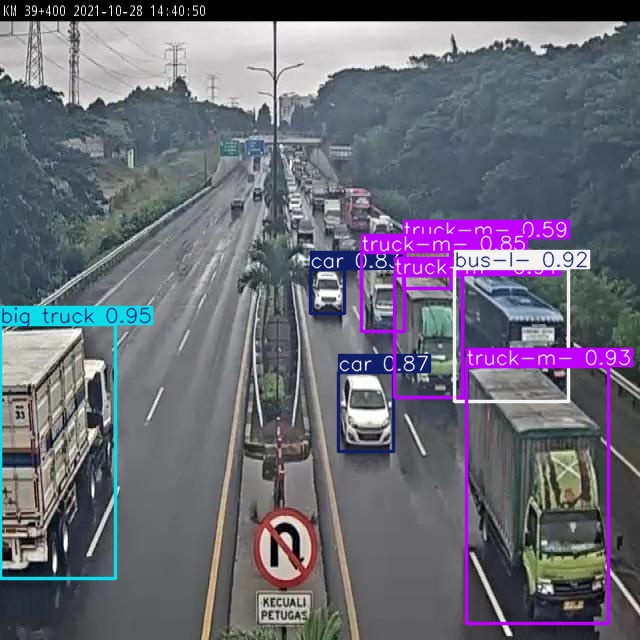 KM 39+400 2021-10-28 14:40:50
truck-m- 0.59
truck-m- 0.85
car 0.8
truck-m-
bus-l- 0.92
big truck 0.95
car 0.87
truck-m- 0.93
33
KECUALI
PETUGAS